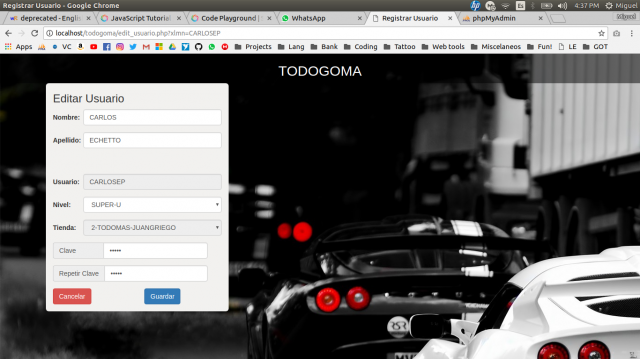 Registrar Usuario - Google Chrome
4:37 PM Miguel
deprecated - Englis
JavaScript Tutorial
Code Playground |
WhatsApp
Registrar Usuario
phpMyAdmin
Miguel
localhost/todogoma/edit_usuario.php?xlmn=CARLOSEP
Apps
VC
Projects
Lang
Bank
Coding
Tattoo
Web tools
Miscelaneos
Fun!
LE
GOT
TODOGOMA
Editar Usuario
Nombre: CARLOS
Apellido: ECHETTO
Usuario: CARLOSEP
Nivel: SUPER-U
Tienda: 2-TODOMAS-JUANGRIEGO
Clave •••••
Repetir Clave •••••
Cancelar Guardar
RSR